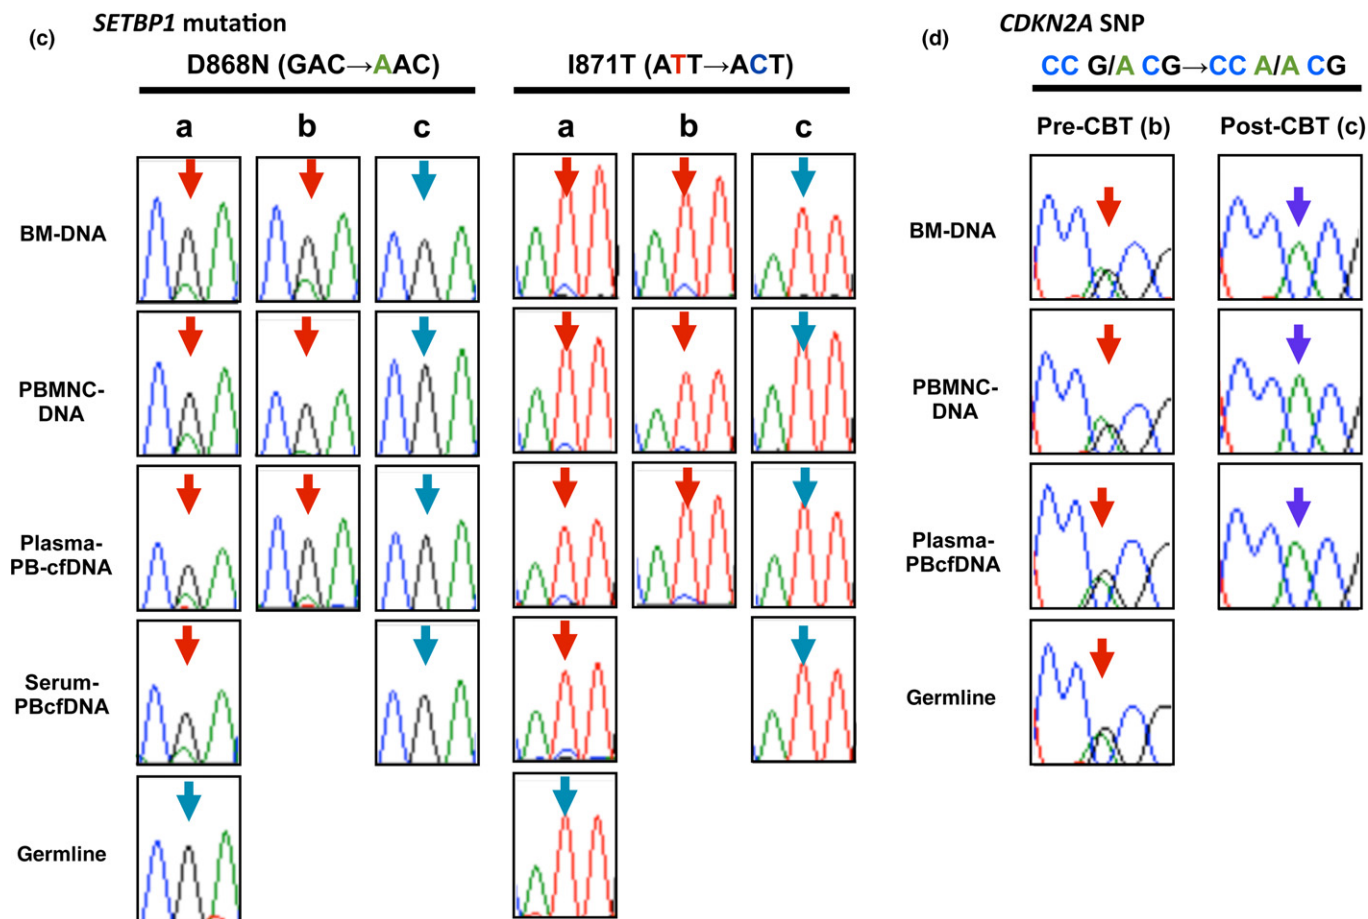 (c) SETBP1 mutation
D868N (GAC→AAC)
I871T (ATT→ACT)
a b c
a b c
BM-DNA
PBMNC-
DNA
Plasma-
PB-cfDNA
Serum-
PBcfDNA
Germline
(d) CDKN2A SNP
CC G/A CG→CC A/A CG
Pre-CBT (b) Post-CBT (c)
BM-DNA
PBMNC-
DNA
Plasma-
PBcfDNA
Germline